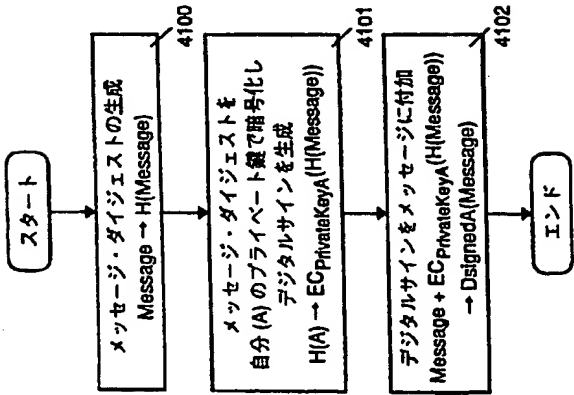 スタート
メッセージ・ダイジェストの生成
Message → H(Message)
4100
メッセージ・ダイジェストを
自分 (A) のプライベート鍵で暗号化し
デジタルサインを生成
H(A) → ECPrivateKeyA(H(Message))
4101
デジタルサインをメッセージに付加
Message + ECPrivateKeyA(H(Message))
→ DsignedA(Message)
4102
エンド